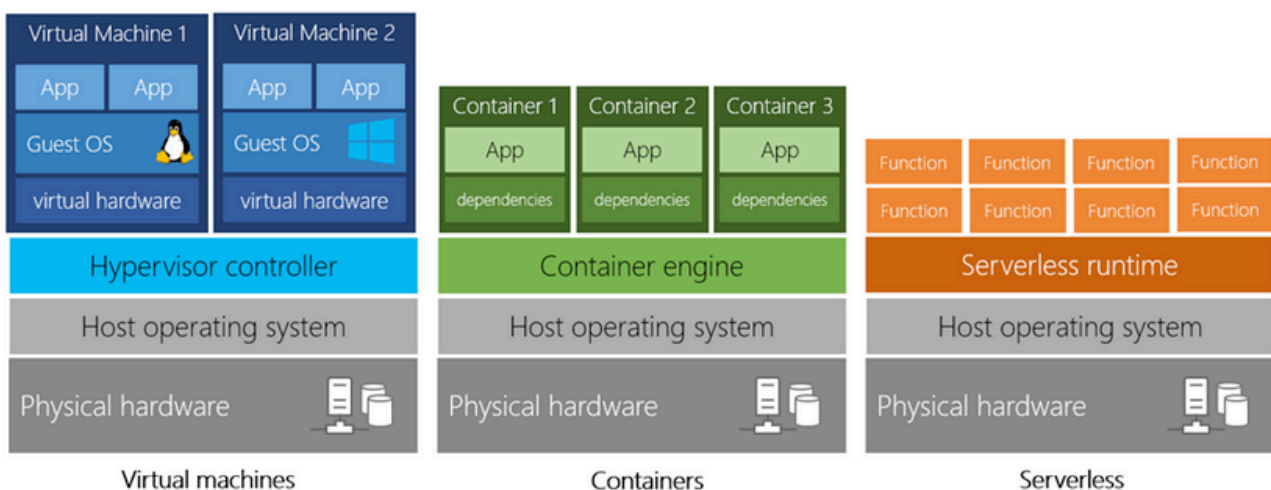 Virtual Machine 1
App App
Guest OS
virtual hardware
Virtual Machine 2
App App
Guest OS
virtual hardware
Hypervisor controller
Host operating system
Physical hardware
Virtual machines
Container 1
App
dependencies
Container 2
App
dependencies
Container 3
App
dependencies
Container engine
Host operating system
Physical hardware
Containers
Function Function Function Function
Function Function Function Function
Serverless runtime
Host operating system
Physical hardware
Serverless